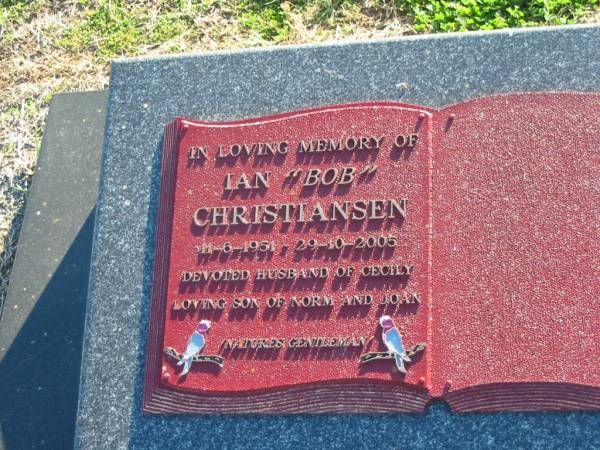 IN LOVING MEMORY OF
IAN "BOB"
CHRISTIANSEN
11-6-1951 - 29-10-2005
DEVOTED HUSBAND OF CECILY
LOVING SON OF NORM AND JOAN
NATURES GENTLEMAN